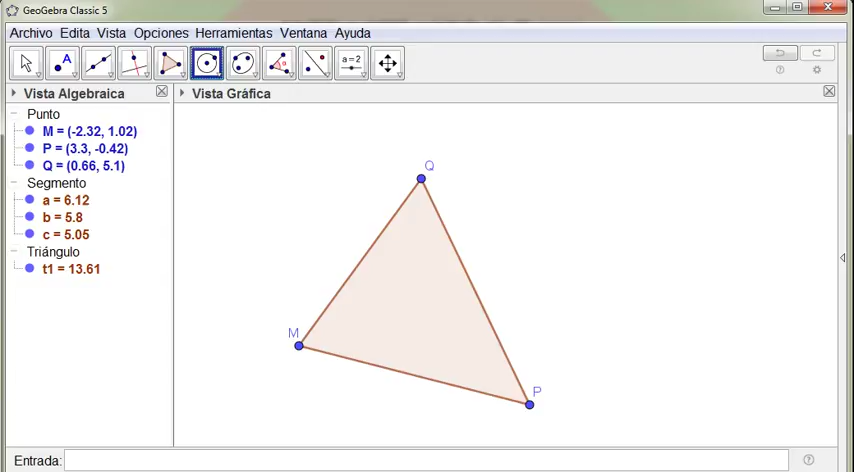 GeoGebra Classic 5
Archivo Edita Vista Opciones Herramientas Ventana Ayuda
A
α
a = 2
Vista Algebraica
Vista Gráfica
Punto
M = (-2.32, 1.02)
P = (3.3, -0.42)
Q = (0.66, 5.1)
Segmento
a = 6.12
b = 5.8
c = 5.05
Triángulo
t1 = 13.61
Q
M
P
Entrada: